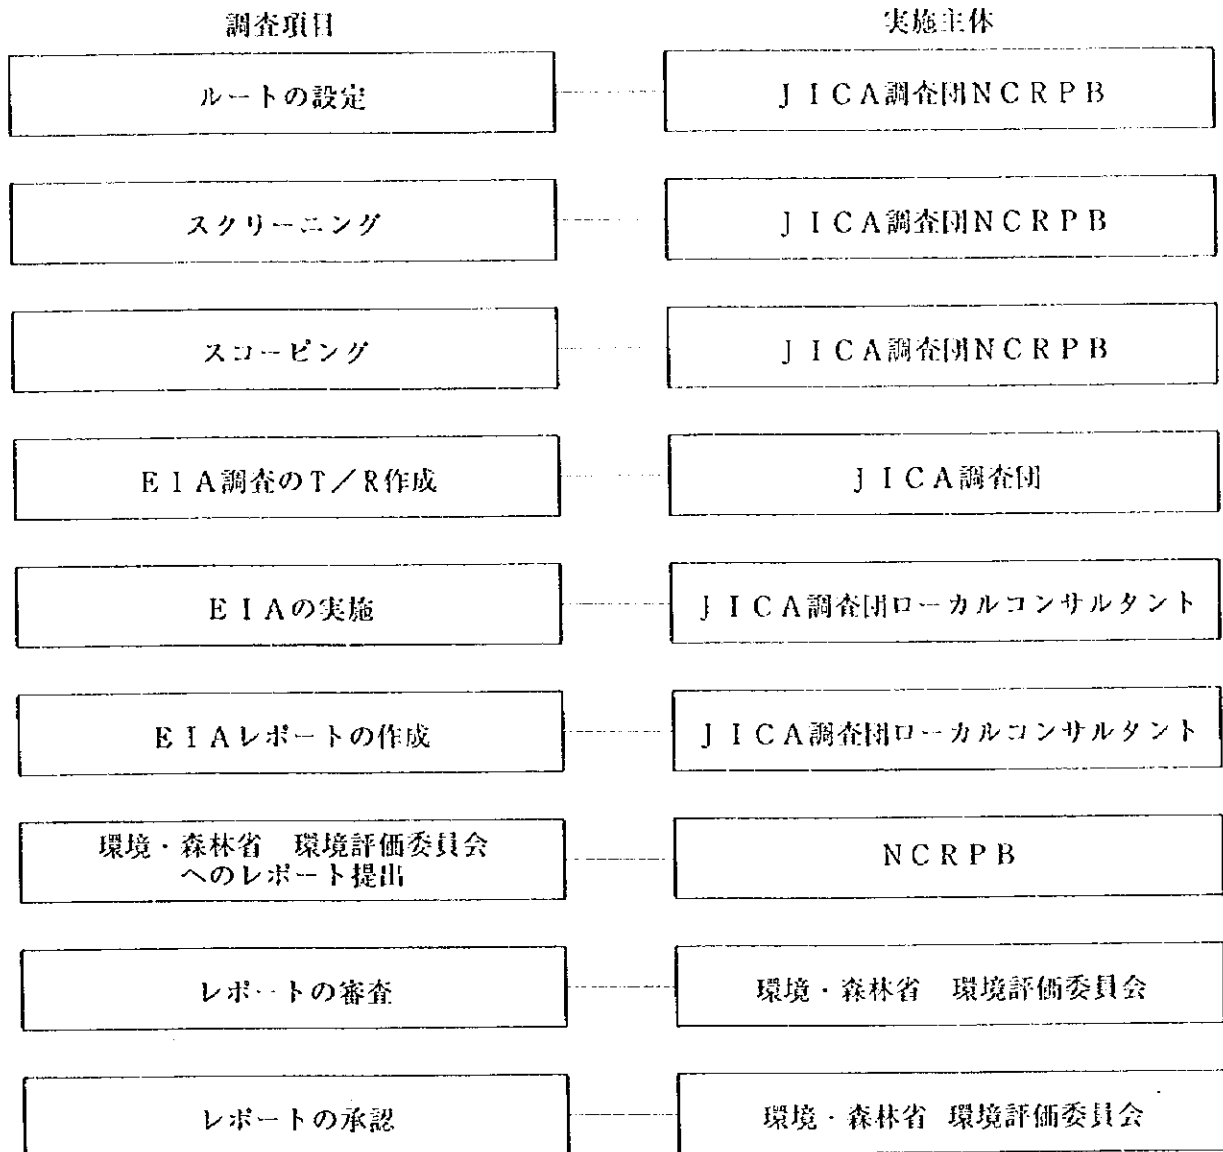 調査項目 実施主体
ルートの設定 JICA調査団NCRPB
スクリーニング JICA調査団NCRPB
スコーピング JICA調査団NCRPB
EIA調査のT/R作成 JICA調査団
EIAの実施 JICA調査団ローカルコンサルタント
EIAレポートの作成 JICA調査団ローカルコンサルタント
環境・森林省 環境評価委員会
へのレポート提出 NCRPB
レポートの審査 環境・森林省 環境評価委員会
レポートの承認 環境・森林省 環境評価委員会